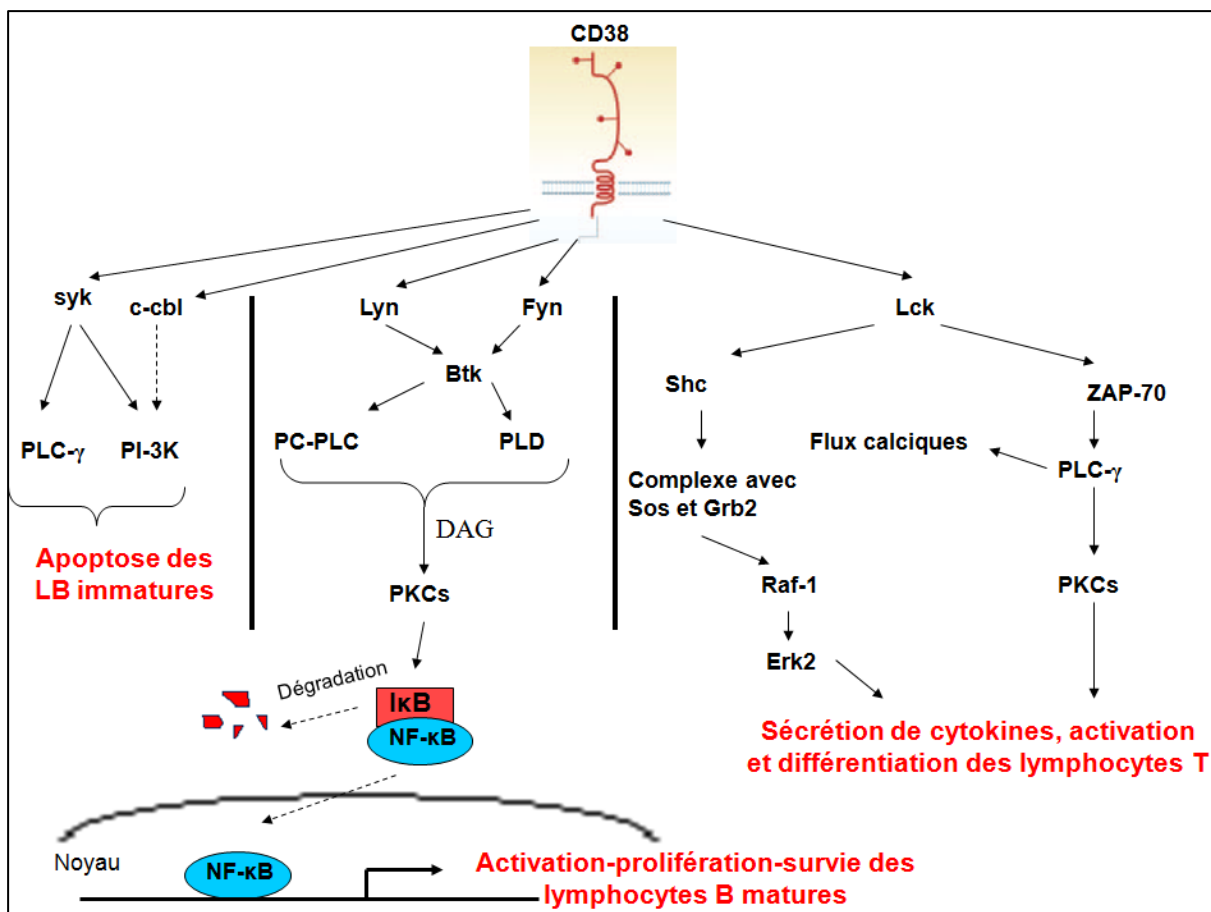 CD38
syk
c-cbl
Lyn
Fyn
Lck
Btk
Shc
ZAP-70
PLC-γ
PI-3K
PC-PLC
PLD
Flux calciques
PLC-γ
Complexe avec
Sos et Grb2
DAG
Apoptose des
LB immatures
PKCs
Raf-1
PKCs
Erk2
Dégradation
IκB
NF-κB
Sécrétion de cytokines, activation
et différentiation des lymphocytes T
Noyau
NF-κB
Activation-prolifération-survie des
lymphocytes B matures